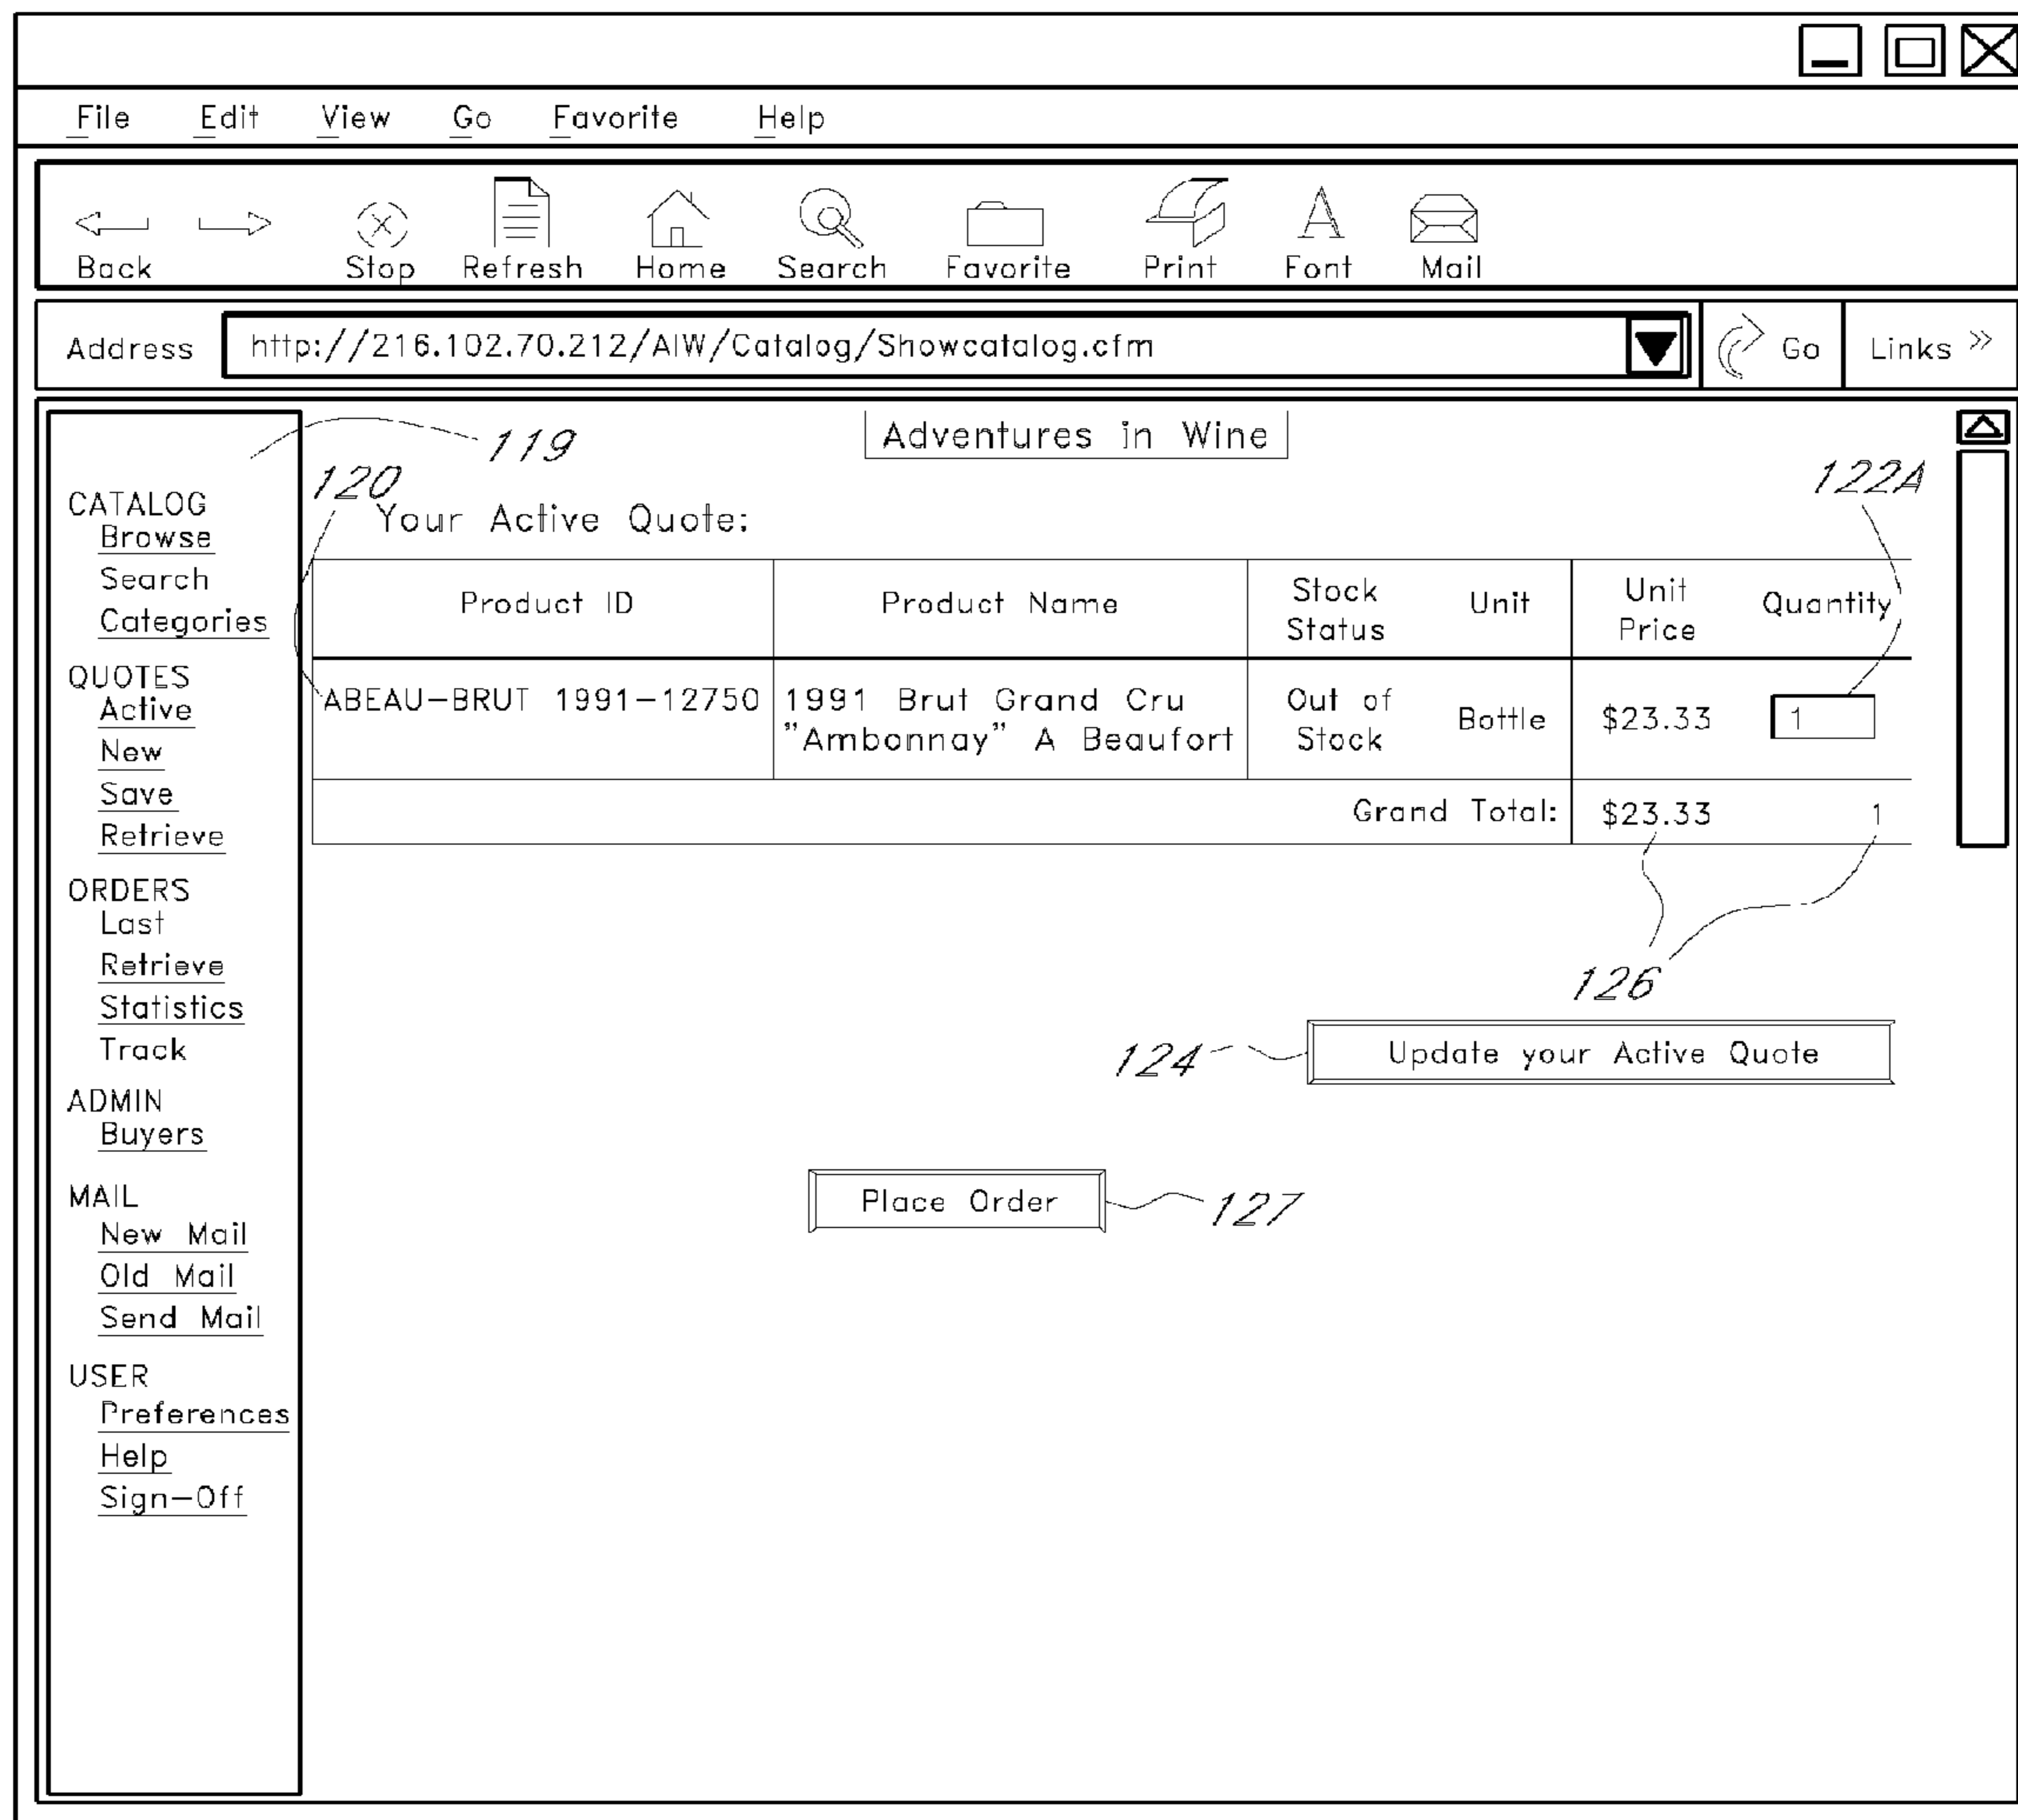 File Edit View Go Favorite Help
Back Stop Refresh Home Search Favorite Print Font Mail
Address http://216.102.70.212/AIW/Catalog/Showcatalog.cfm Go Links »
119
Adventures in Wine
120
122A
CATALOG
Browse
Search
Categories
QUOTES
Active
New
Save
Retrieve
ORDERS
Last
Retrieve
Statistics
Track
ADMIN
Buyers
MAIL
New Mail
Old Mail
Send Mail
USER
Preferences
Help
Sign-Off
Your Active Quote:
Product ID Product Name Stock Status Unit Unit Price Quantity
ABEAU-BRUT 1991-12750 1991 Brut Grand Cru Out of Bottle $23.33 1
"Ambonnay" A Beaufort Stock
Grand Total: $23.33 1
126
124 Update your Active Quote
Place Order 127